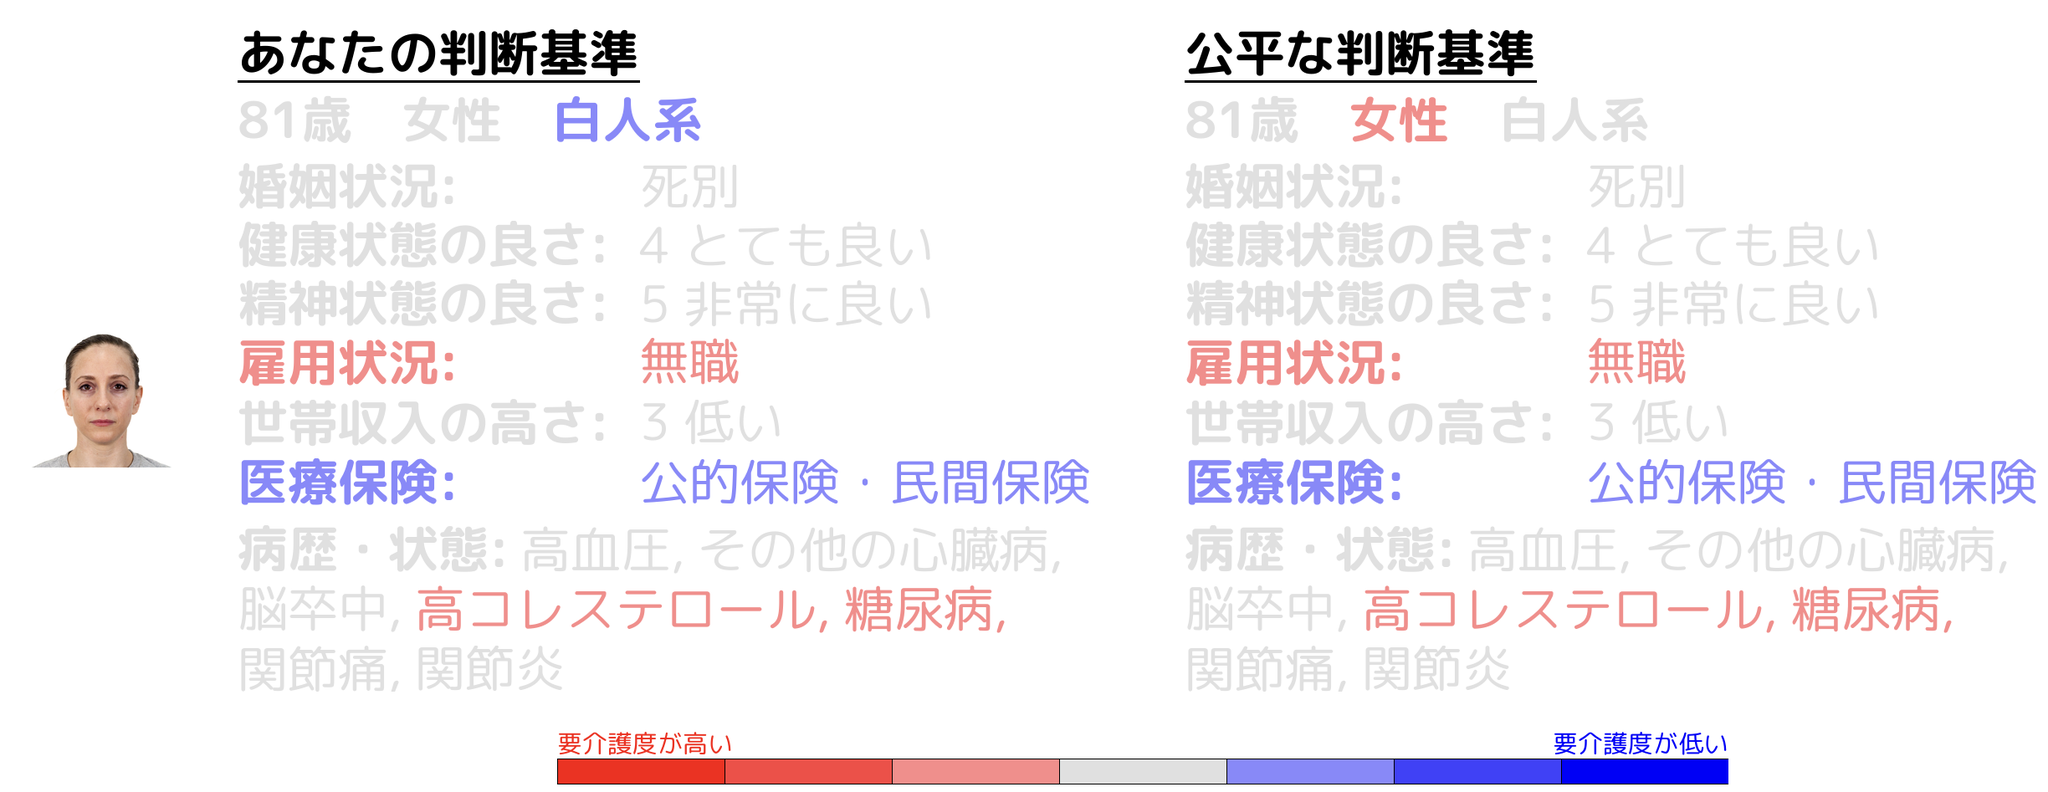 あなたの判断基準
81歳 女性 白人系
婚姻状況: 死別
健康状態の良さ: 4 とても良い
精神状態の良さ: 5 非常に良い
雇用状況: 無職
世帯収入の高さ: 3 低い
医療保険: 公的保険・民間保険
病歴・状態: 高血圧, その他の心臓病,
脳卒中, 高コレステロール, 糖尿病,
関節痛, 関節炎
公平な判断基準
81歳 女性 白人系
婚姻状況: 死別
健康状態の良さ: 4 とても良い
精神状態の良さ: 5 非常に良い
雇用状況: 無職
世帯収入の高さ: 3 低い
医療保険: 公的保険・民間保険
病歴・状態: 高血圧, その他の心臓病,
脳卒中, 高コレステロール, 糖尿病,
関節痛, 関節炎
要介護度が高い
要介護度が低い